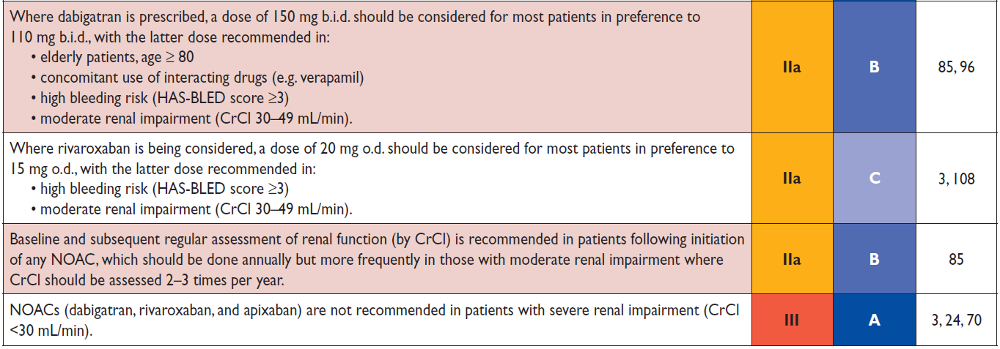 Where dabigatran is prescribed, a dose of 150 mg b.i.d. should be considered for most patients in preference to
110 mg b.i.d., with the latter dose recommended in:
• elderly patients, age ≥ 80
• concomitant use of interacting drugs (e.g. verapamil)
• high bleeding risk (HAS-BLED score ≥3)
• moderate renal impairment (CrCl 30–49 mL/min).
IIa
B
85, 96
Where rivaroxaban is being considered, a dose of 20 mg o.d. should be considered for most patients in preference to
15 mg o.d., with the latter dose recommended in:
• high bleeding risk (HAS-BLED score ≥3)
• moderate renal impairment (CrCl 30–49 mL/min).
IIa
C
3, 108
Baseline and subsequent regular assessment of renal function (by CrCl) is recommended in patients following initiation
of any NOAC, which should be done annually but more frequently in those with moderate renal impairment where
CrCl should be assessed 2–3 times per year.
IIa
B
85
NOACs (dabigatran, rivaroxaban, and apixaban) are not recommended in patients with severe renal impairment (CrCl
<30 mL/min).
III
A
3, 24, 70